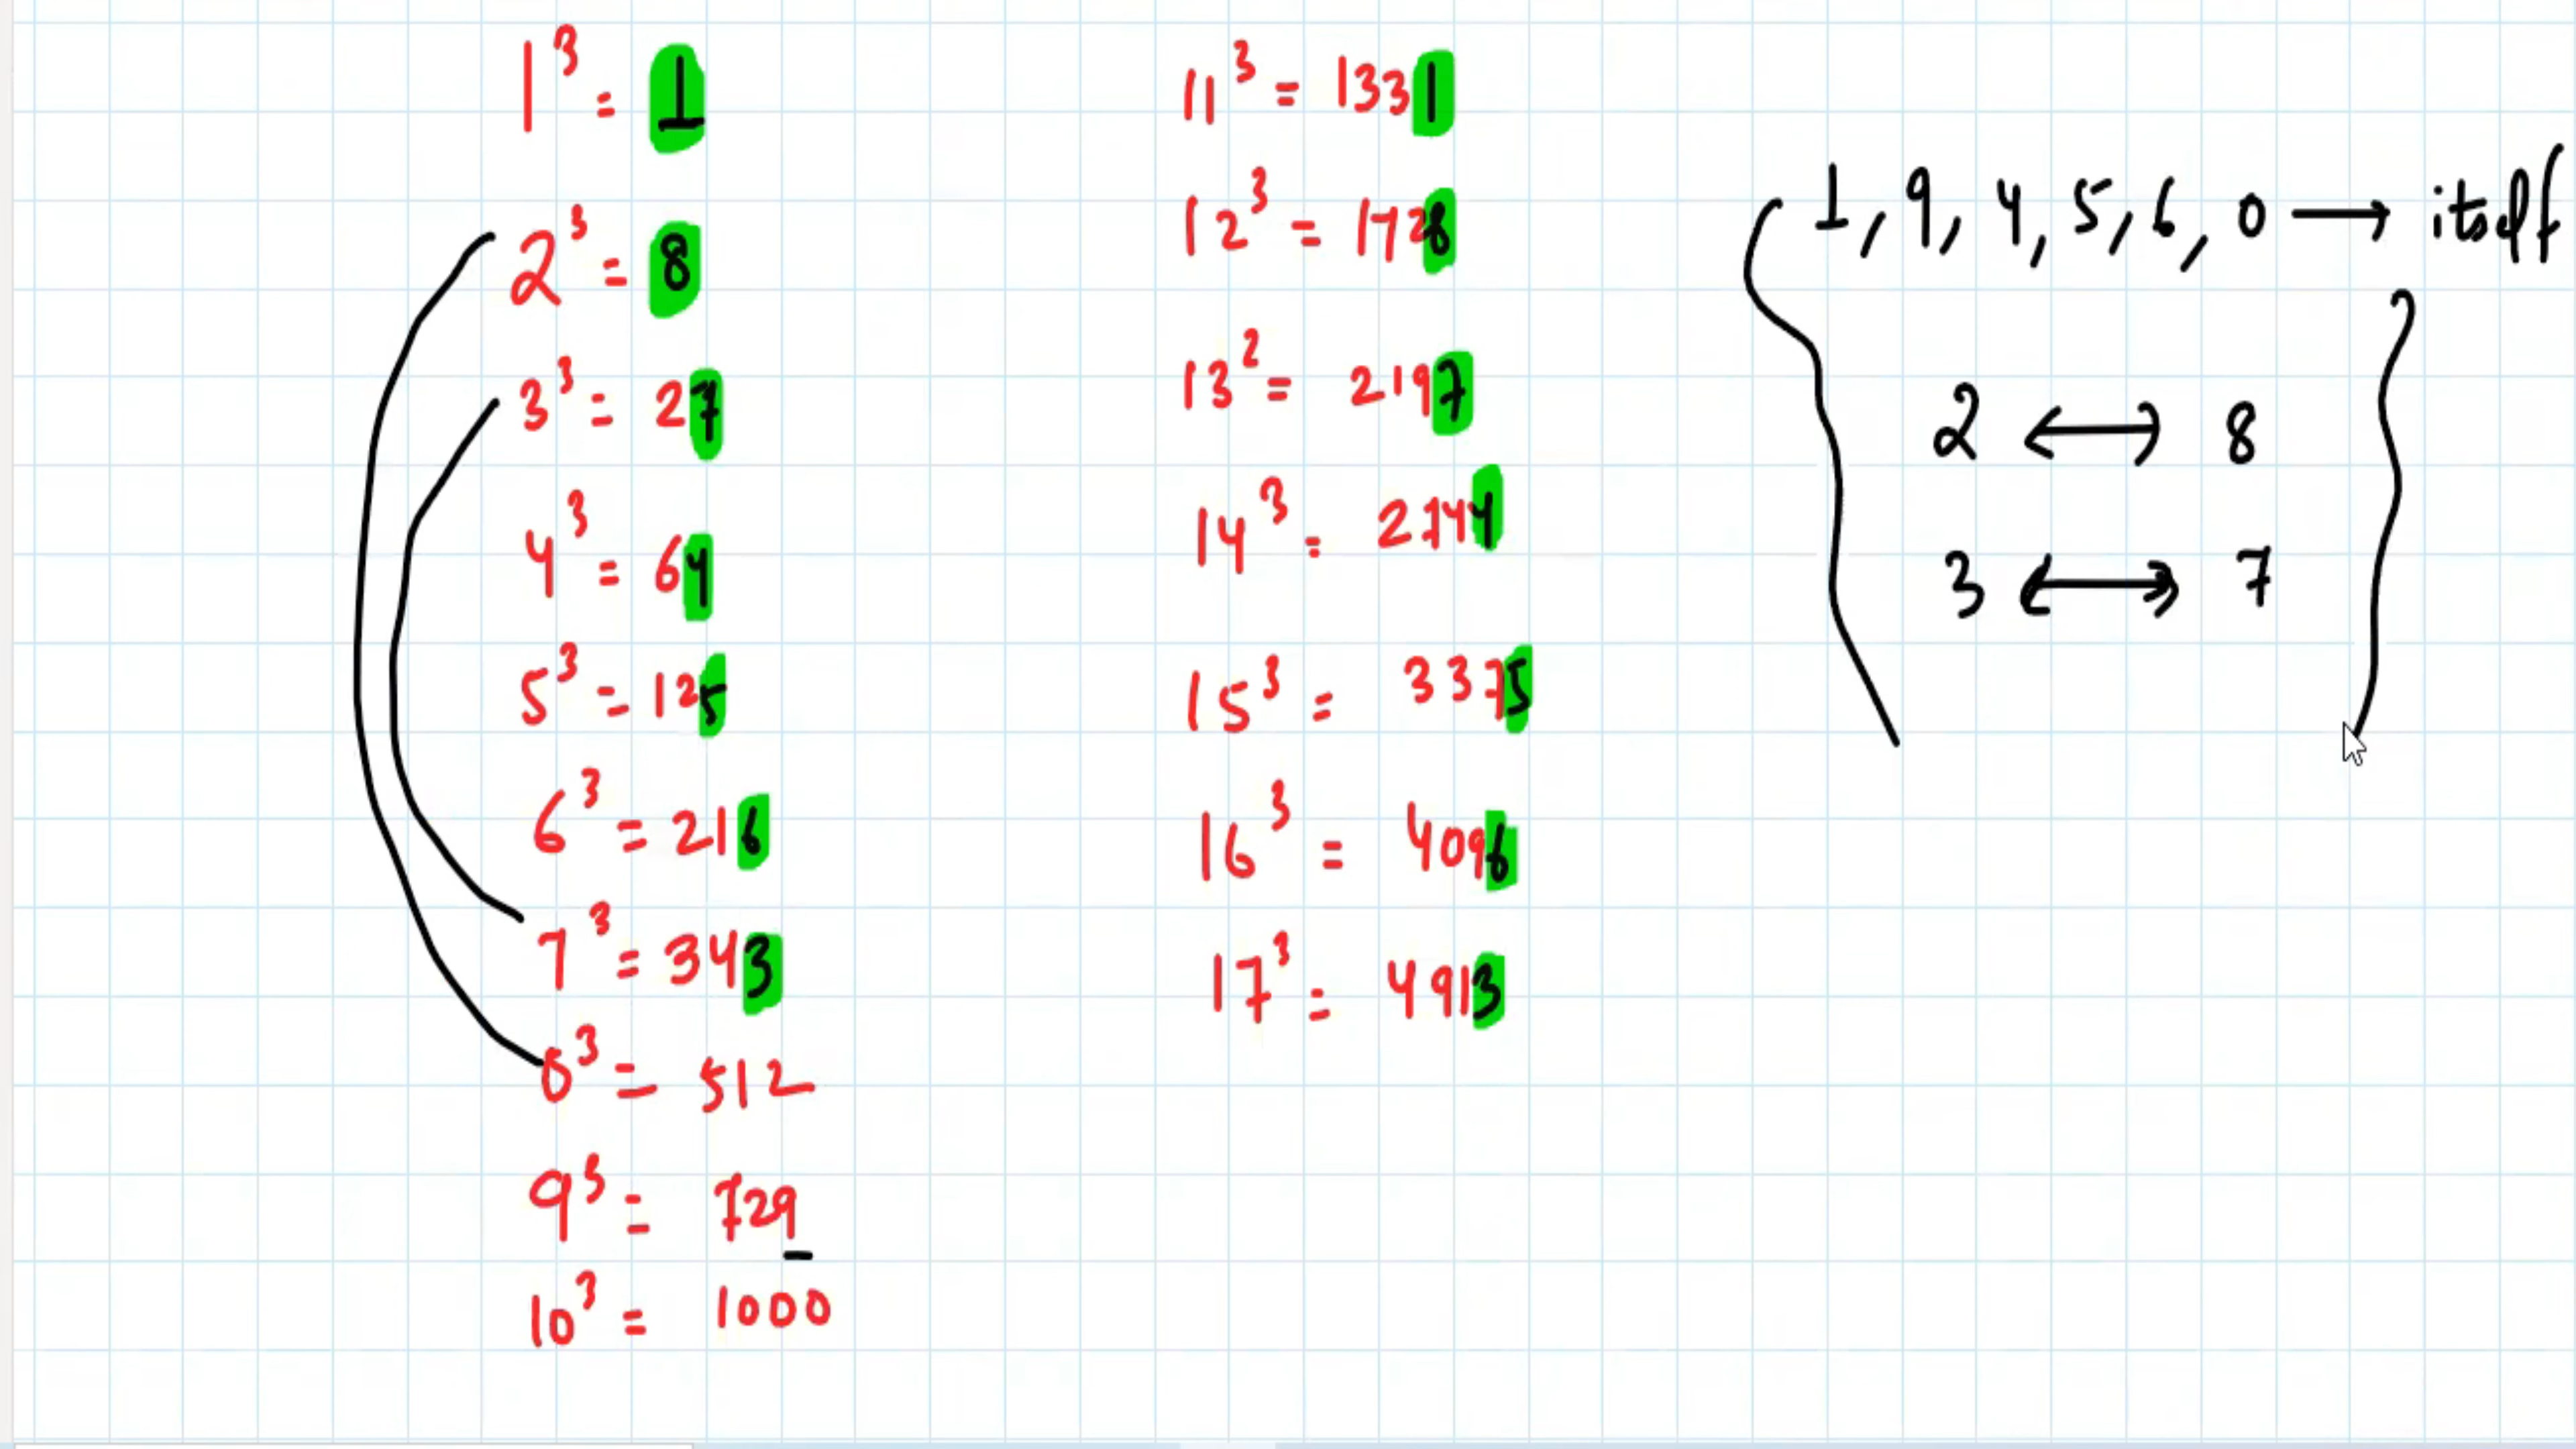 1³ = 1
2³ = 8
3³ = 27
4³ = 64
5³ = 125
6³ = 216
7³ = 343
8³ = 512
9³ = 729
10³ = 1000
11³ = 1331
12³ = 1728
13² = 2197
14³ = 2744
15³ = 3375
16³ = 4096
17³ = 4913
1, 9, 4, 5, 6, 0 → itself
2 ↔ 8
3 ↔ 7